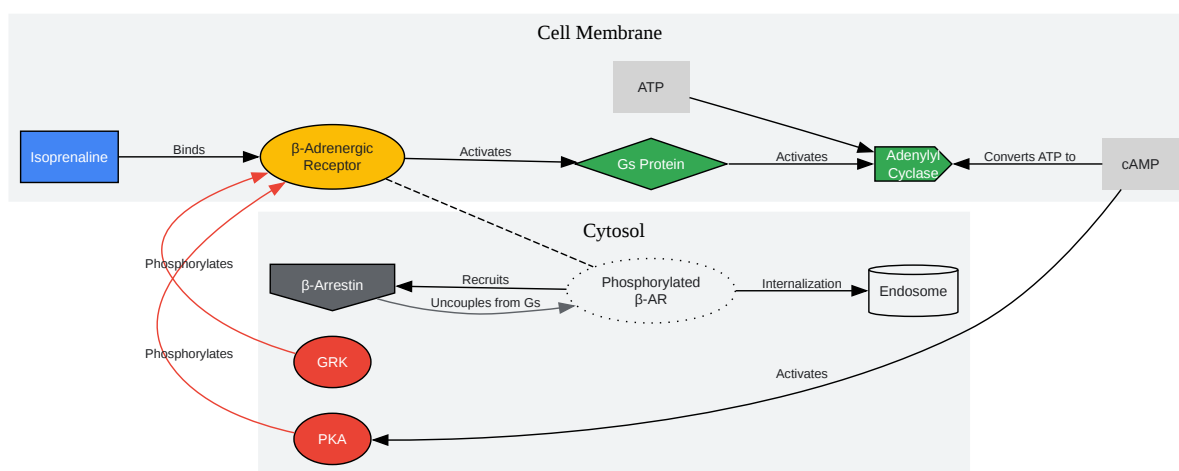 Cell Membrane
ATP
Isoprenaline
Binds
β-Adrenergic
Receptor
Activates
Gs Protein
Activates
Adenylyl
Cyclase
Converts ATP to
cAMP
Cytosol
Phosphorylates
β-Arrestin
Recruits
Uncouples from Gs
Phosphorylated
β-AR
Internalization
Endosome
Phosphorylates
GRK
Activates
PKA